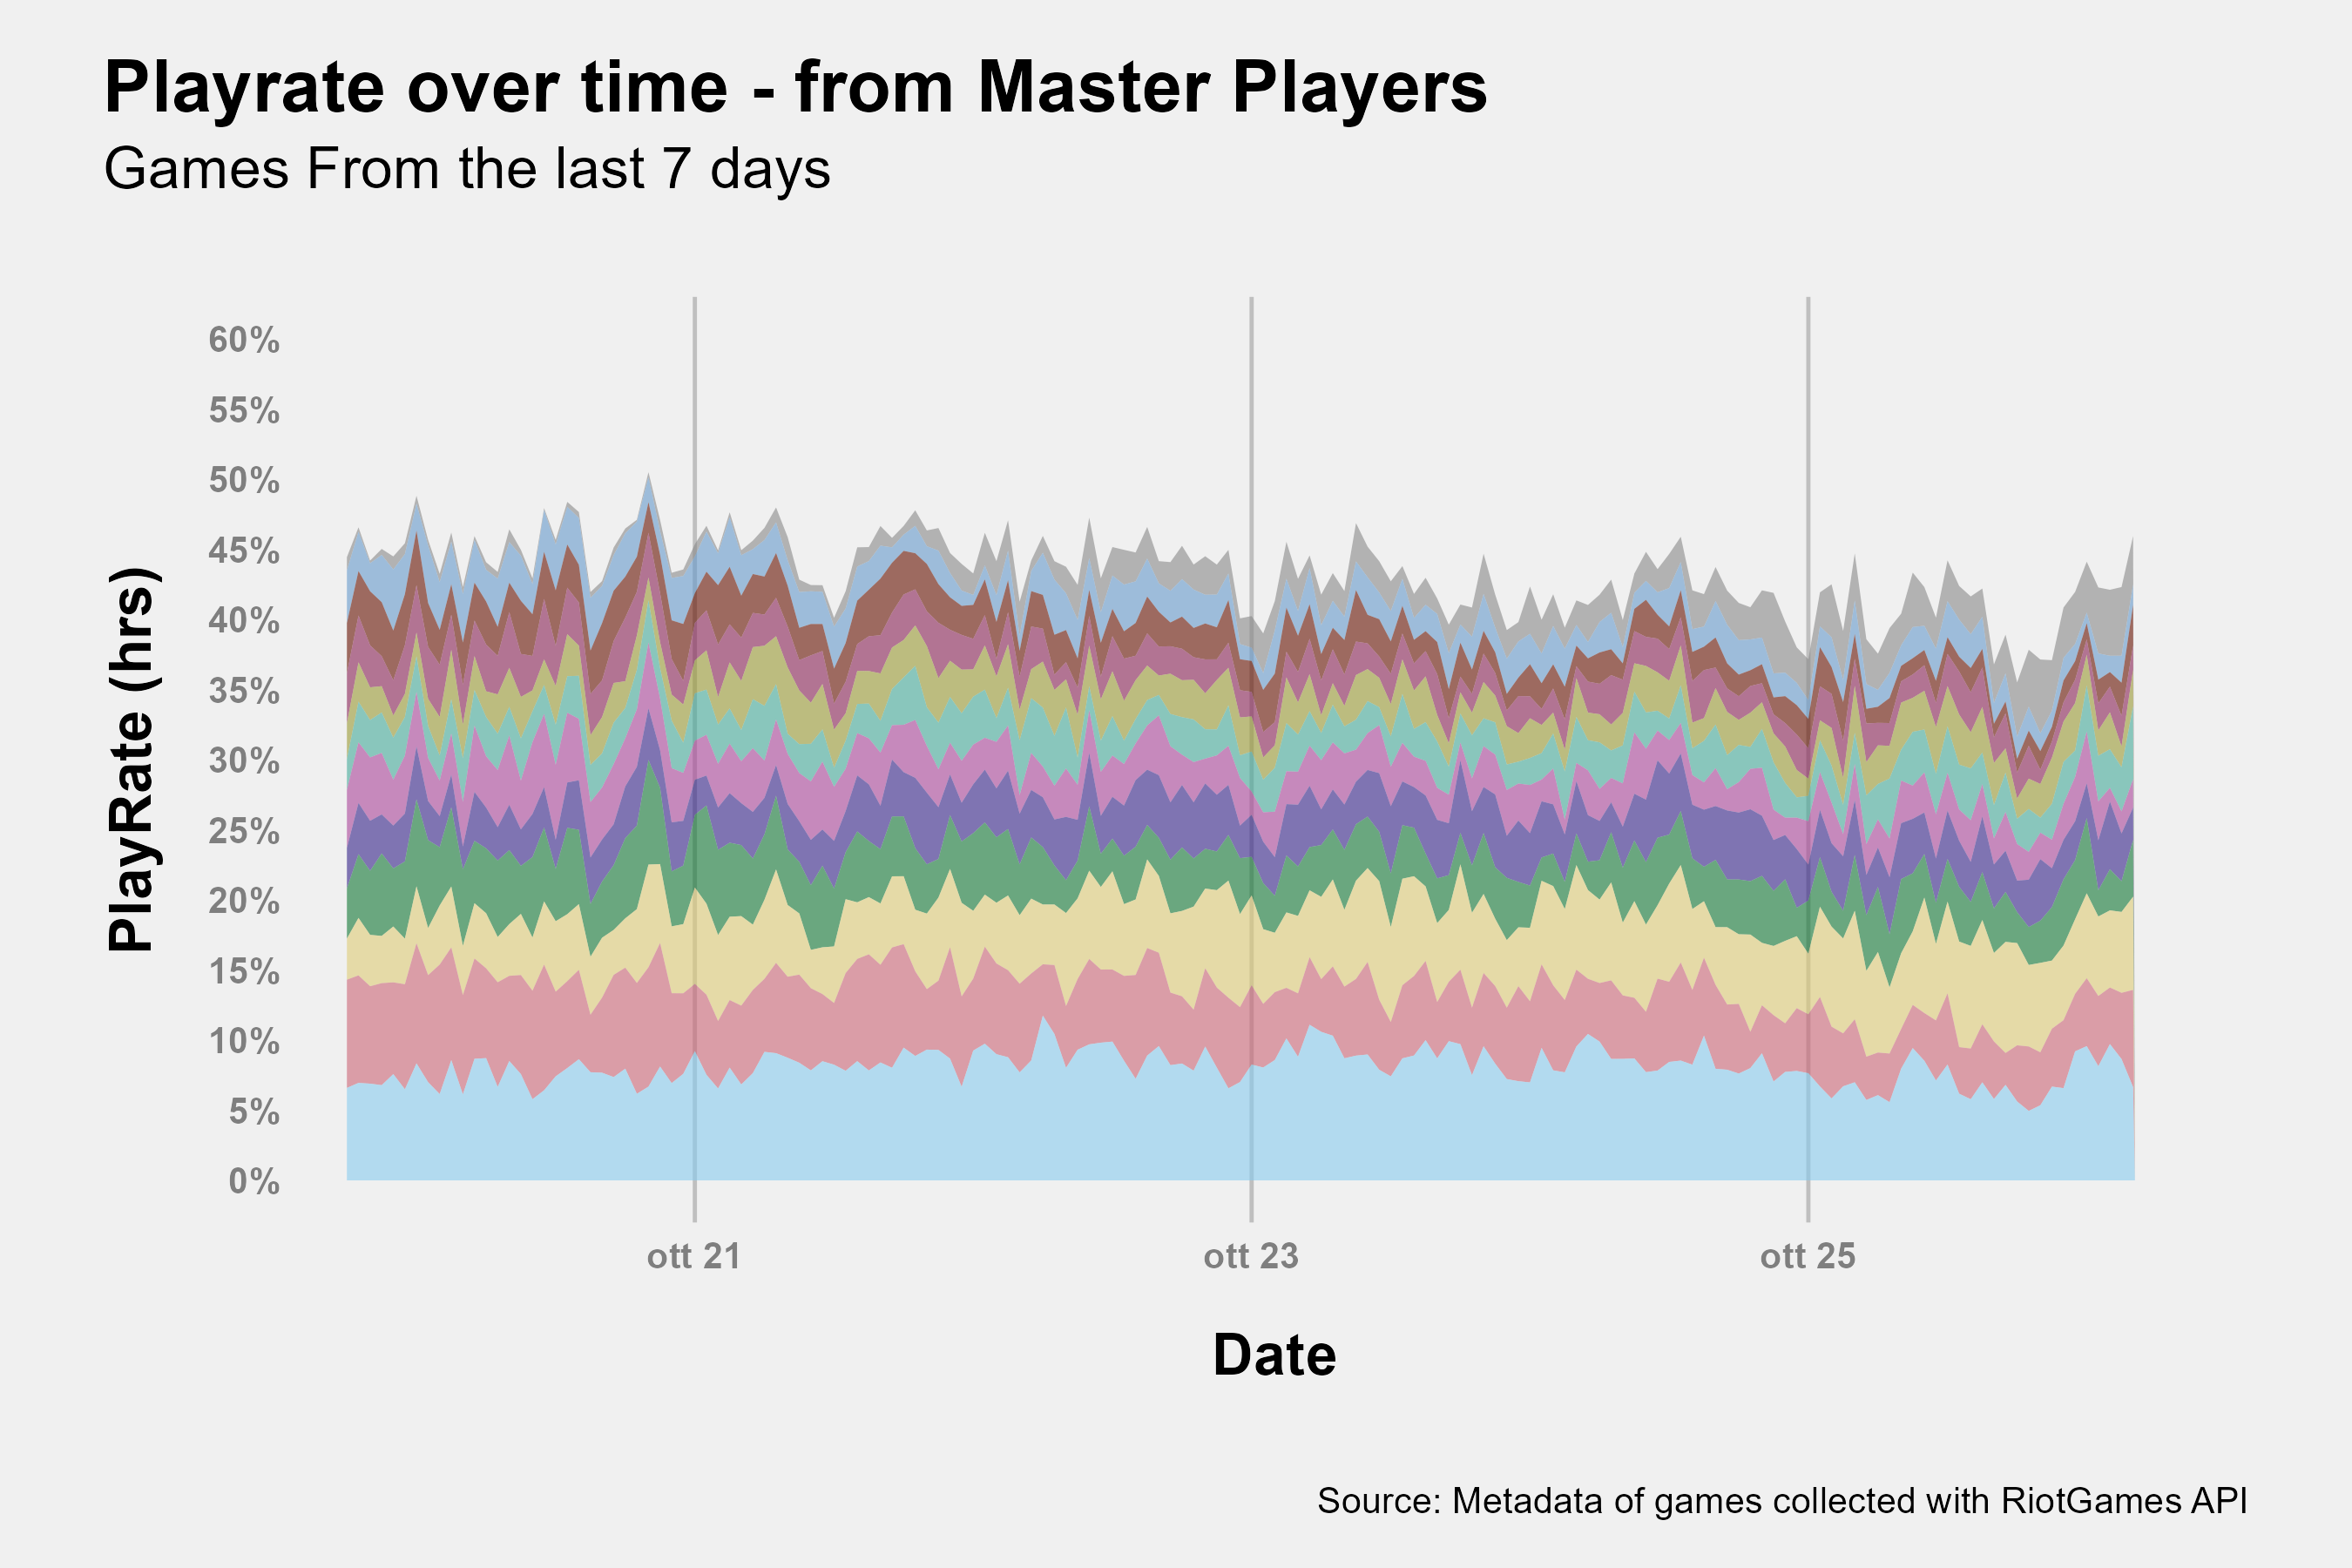 Playrate over time - from Master Players
Games From the last 7 days
PlayRate (hrs)
60%
55%
50%
45%
40%
35%
30%
25%
20%
15%
10%
5%
0%
ott 21
ott 23
ott 25
Date
Source: Metadata of games collected with RiotGames API